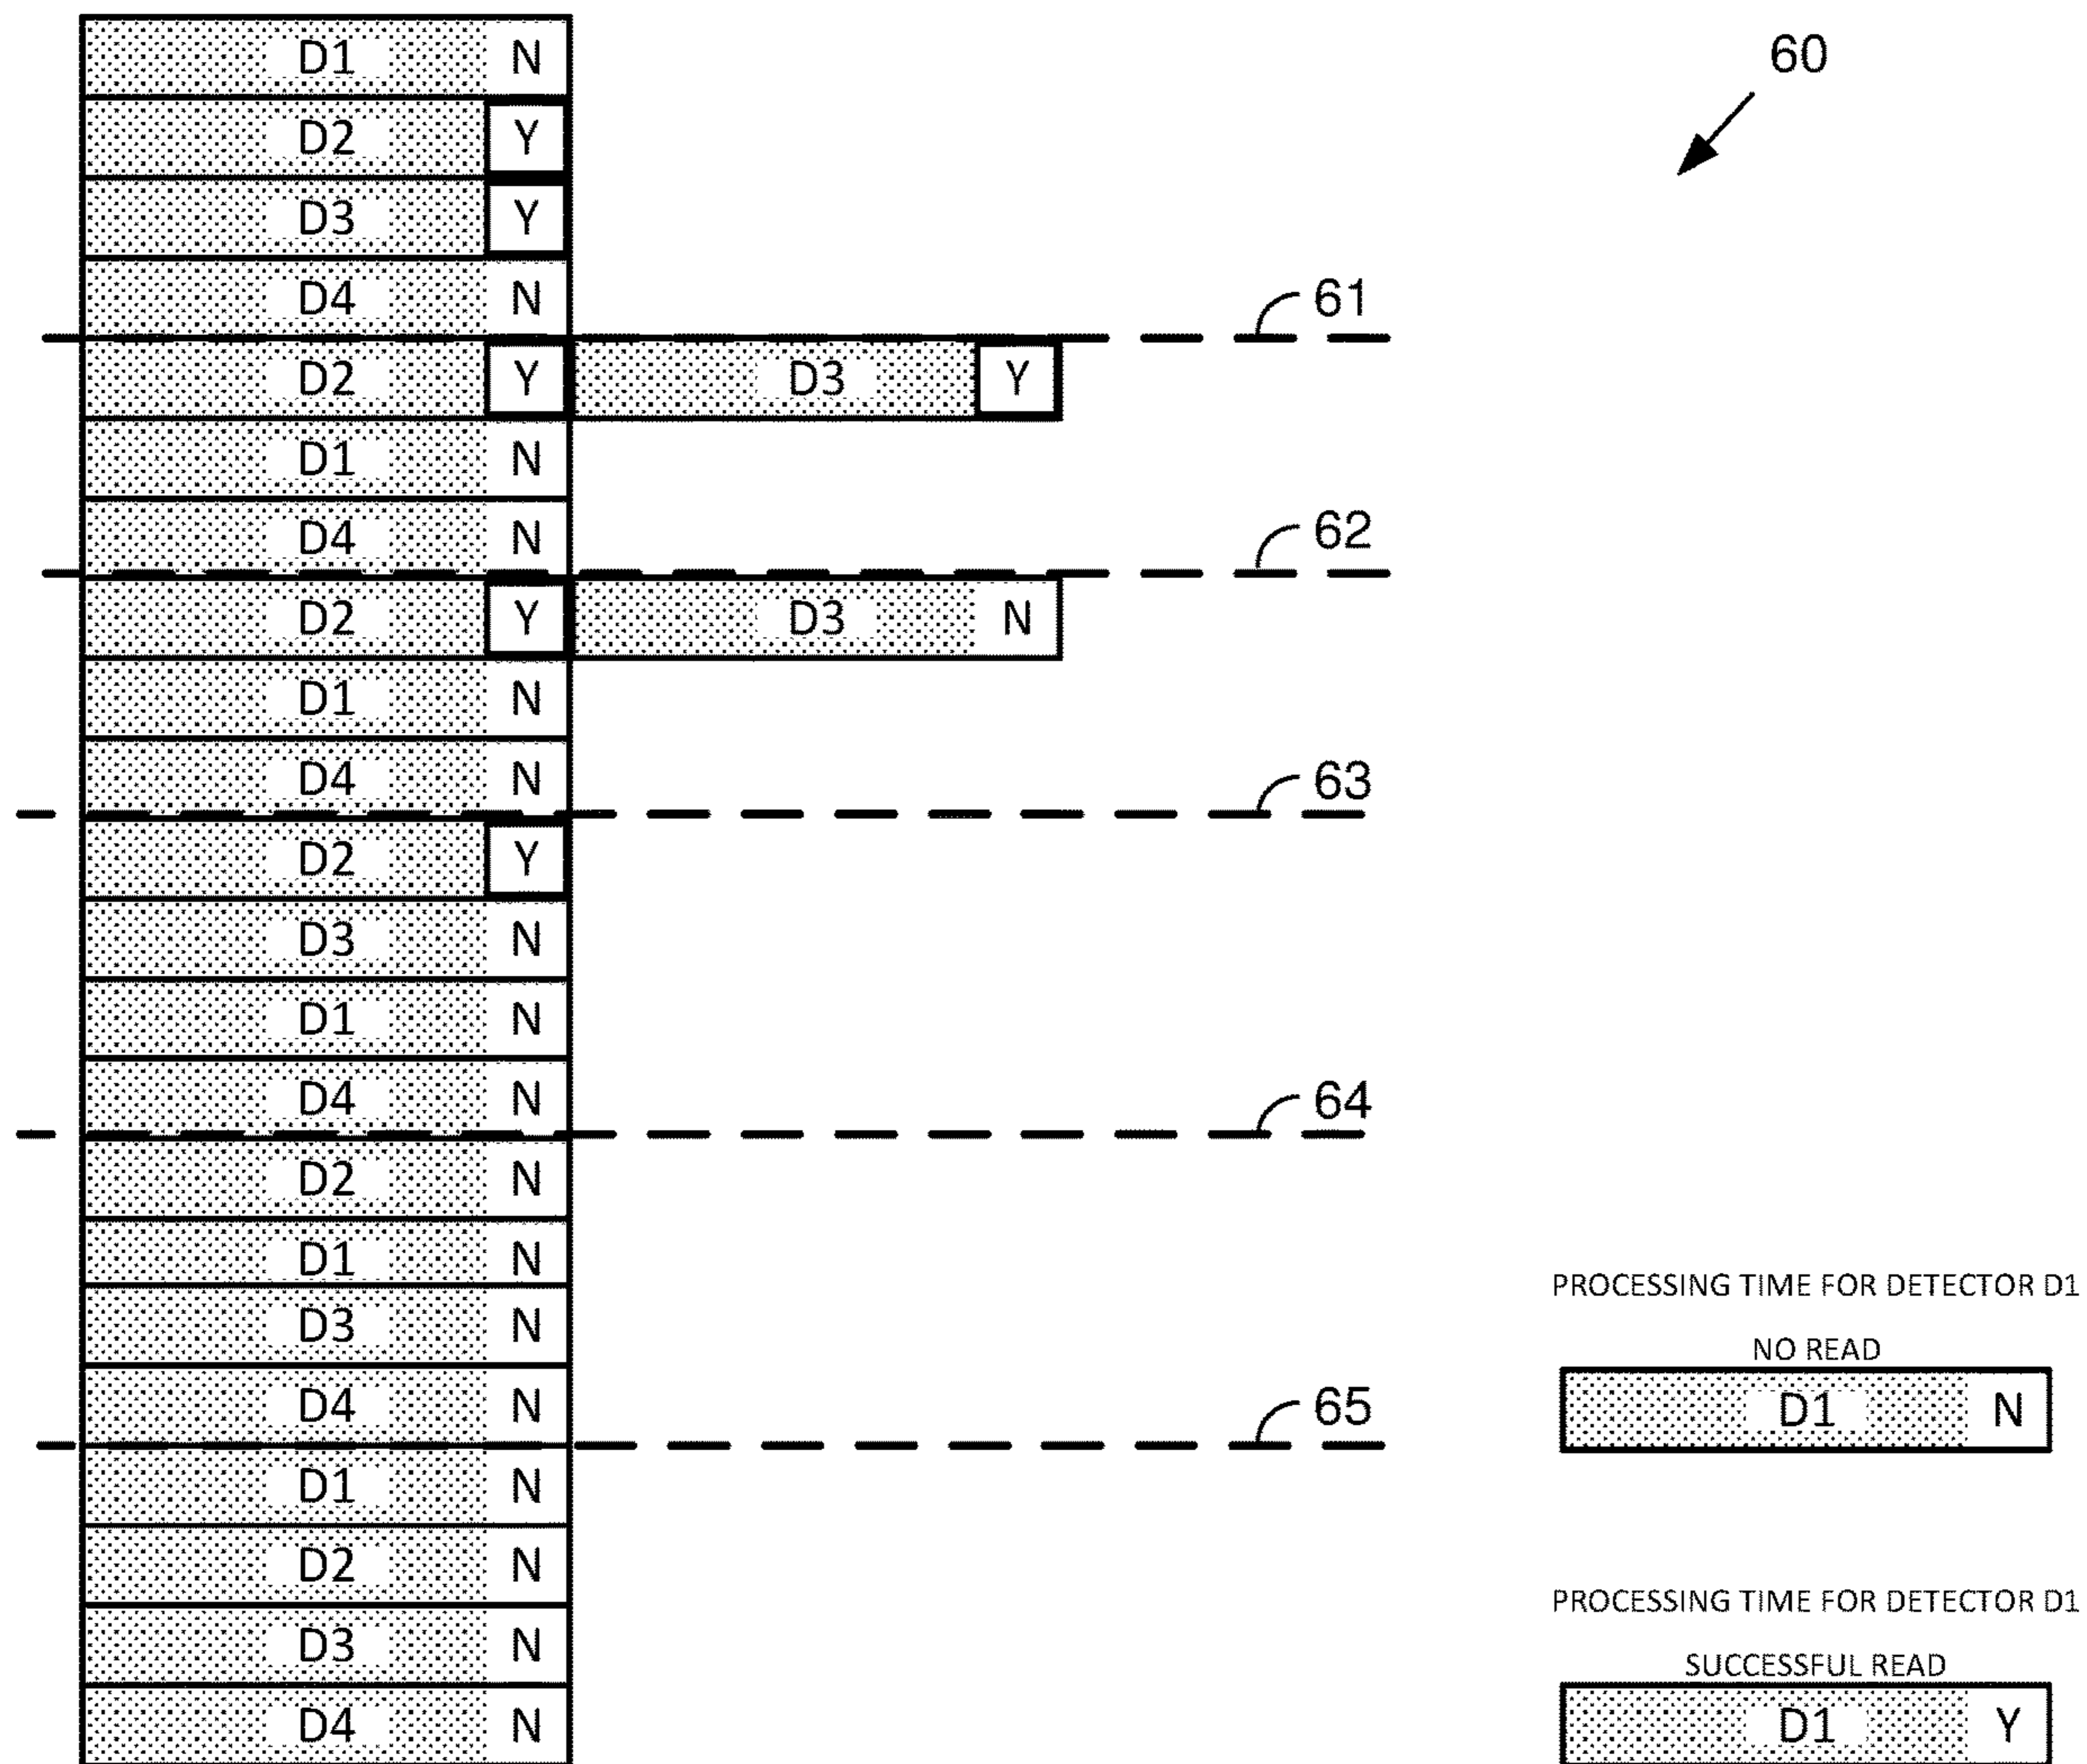 D1 N
60
D2 Y
D3 Y
D4 N
61
D2 Y D3 Y
D1 N
D4 N
62
D2 Y D3 N
D1 N
D4 N
63
D2 Y
D3 N
D1 N
D4 N
64
D2 N
D1 N
D3 N
D4 N
65
D1 N
D2 N
D3 N
D4 N
PROCESSING TIME FOR DETECTOR D1
NO READ
D1 N
PROCESSING TIME FOR DETECTOR D1
SUCCESSFUL READ
D1 Y